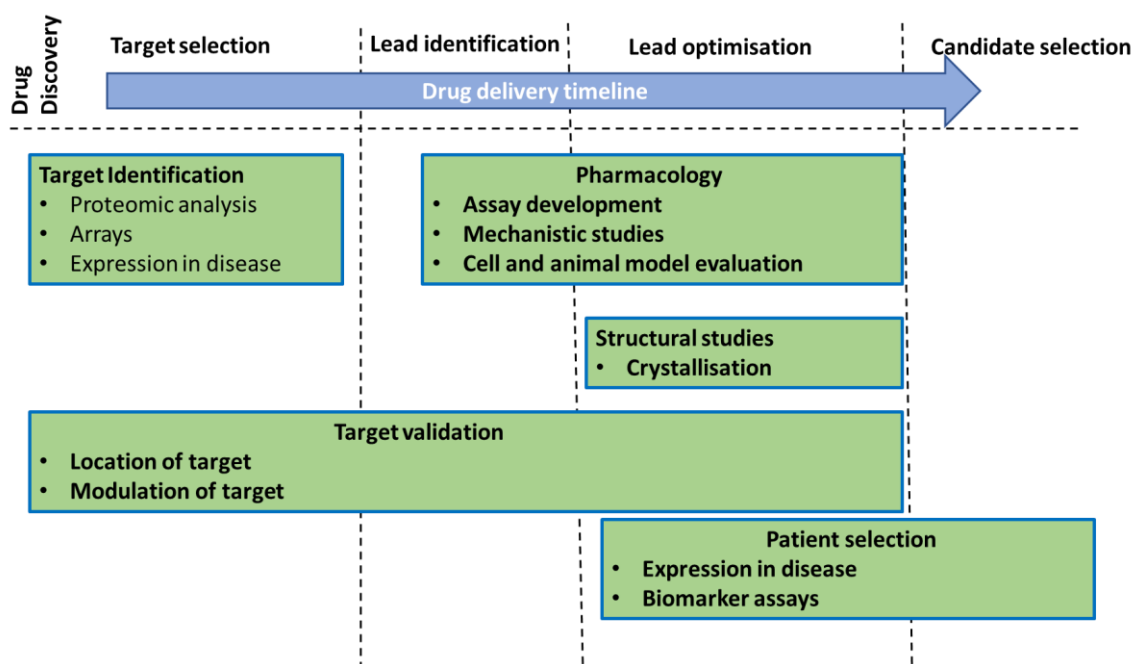 Drug
Discovery
Target selection
Lead identification
Lead optimisation
Candidate selection
Drug delivery timeline
Target Identification
• Proteomic analysis
• Arrays
• Expression in disease
Pharmacology
• Assay development
• Mechanistic studies
• Cell and animal model evaluation
Structural studies
• Crystallisation
Target validation
• Location of target
• Modulation of target
Patient selection
• Expression in disease
• Biomarker assays